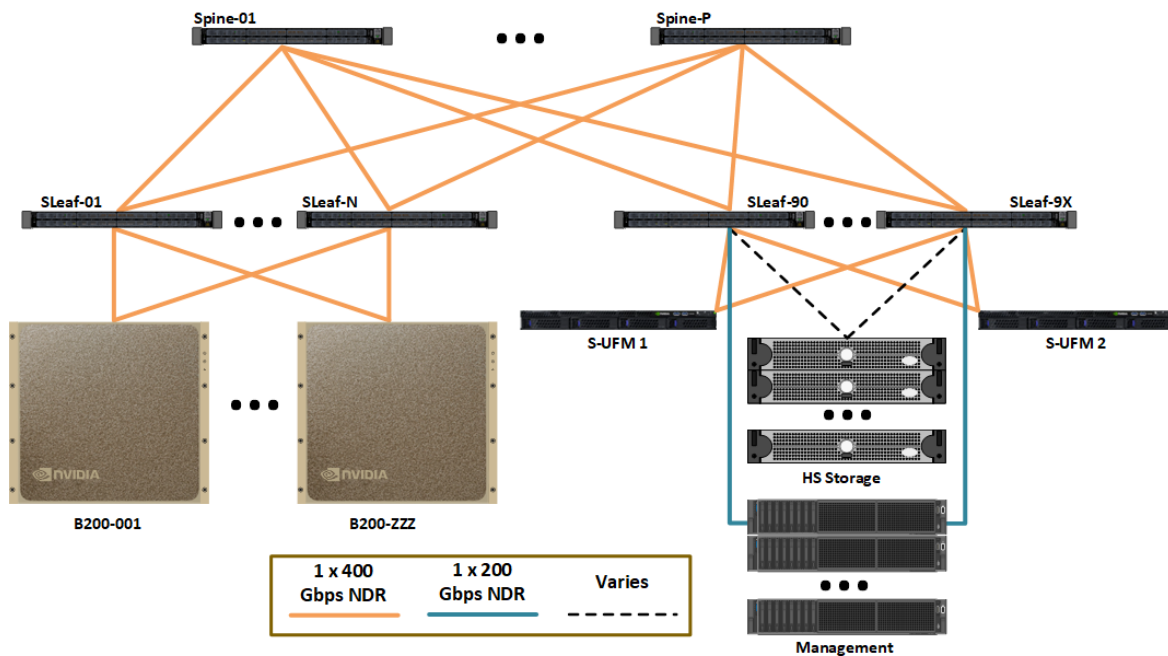 Spine-01
Spine-P
SLeaf-01
SLeaf-N
SLeaf-90
SLeaf-9X
S-UFM 1
S-UFM 2
HS Storage
NVIDIA
NVIDIA
B200-001
B200-ZZZ
1 x 400
Gbps NDR
1 x 200
Gbps NDR
Varies
Management